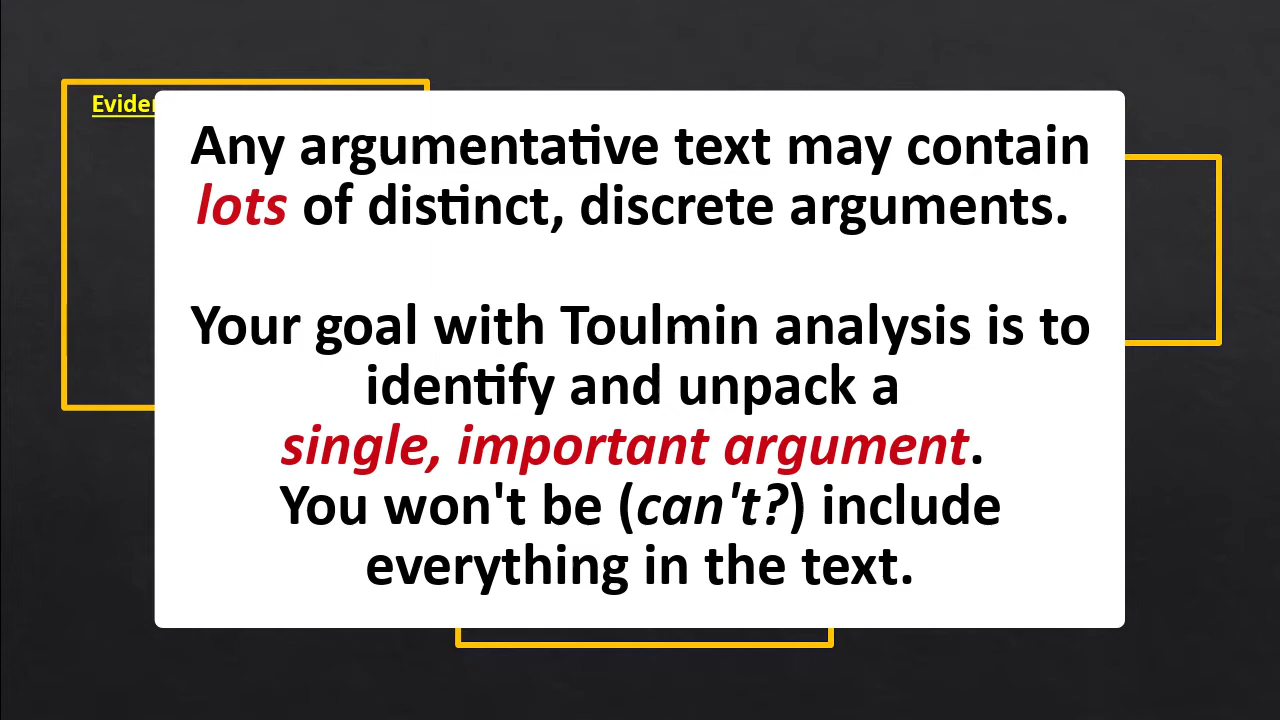 Any argumentative text may contain
lots of distinct, discrete arguments.
Your goal with Toulmin analysis is to
identify and unpack a
single, important argument.
You won't be (can't?) include
everything in the text.